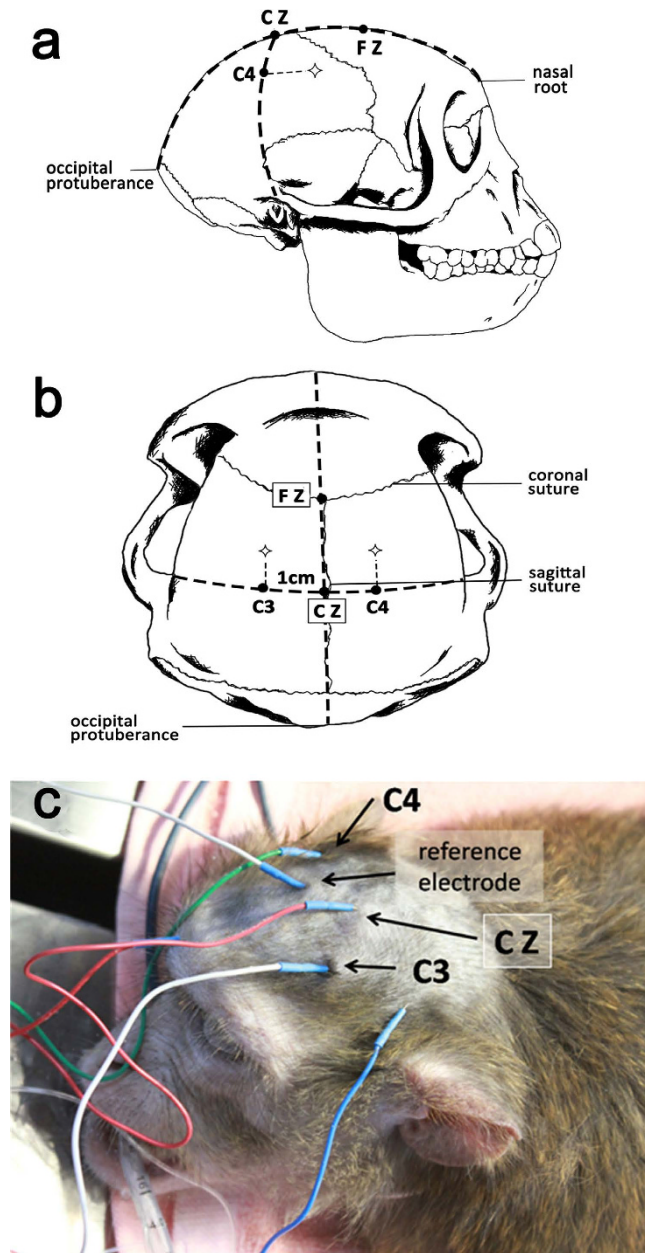 a
C Z
F Z
C4
nasal
root
occipital
protuberance
b
coronal
suture
F Z
1cm
sagittal
suture
C3
C Z
C4
occipital
protuberance
c
C4
reference
electrode
C Z
C3